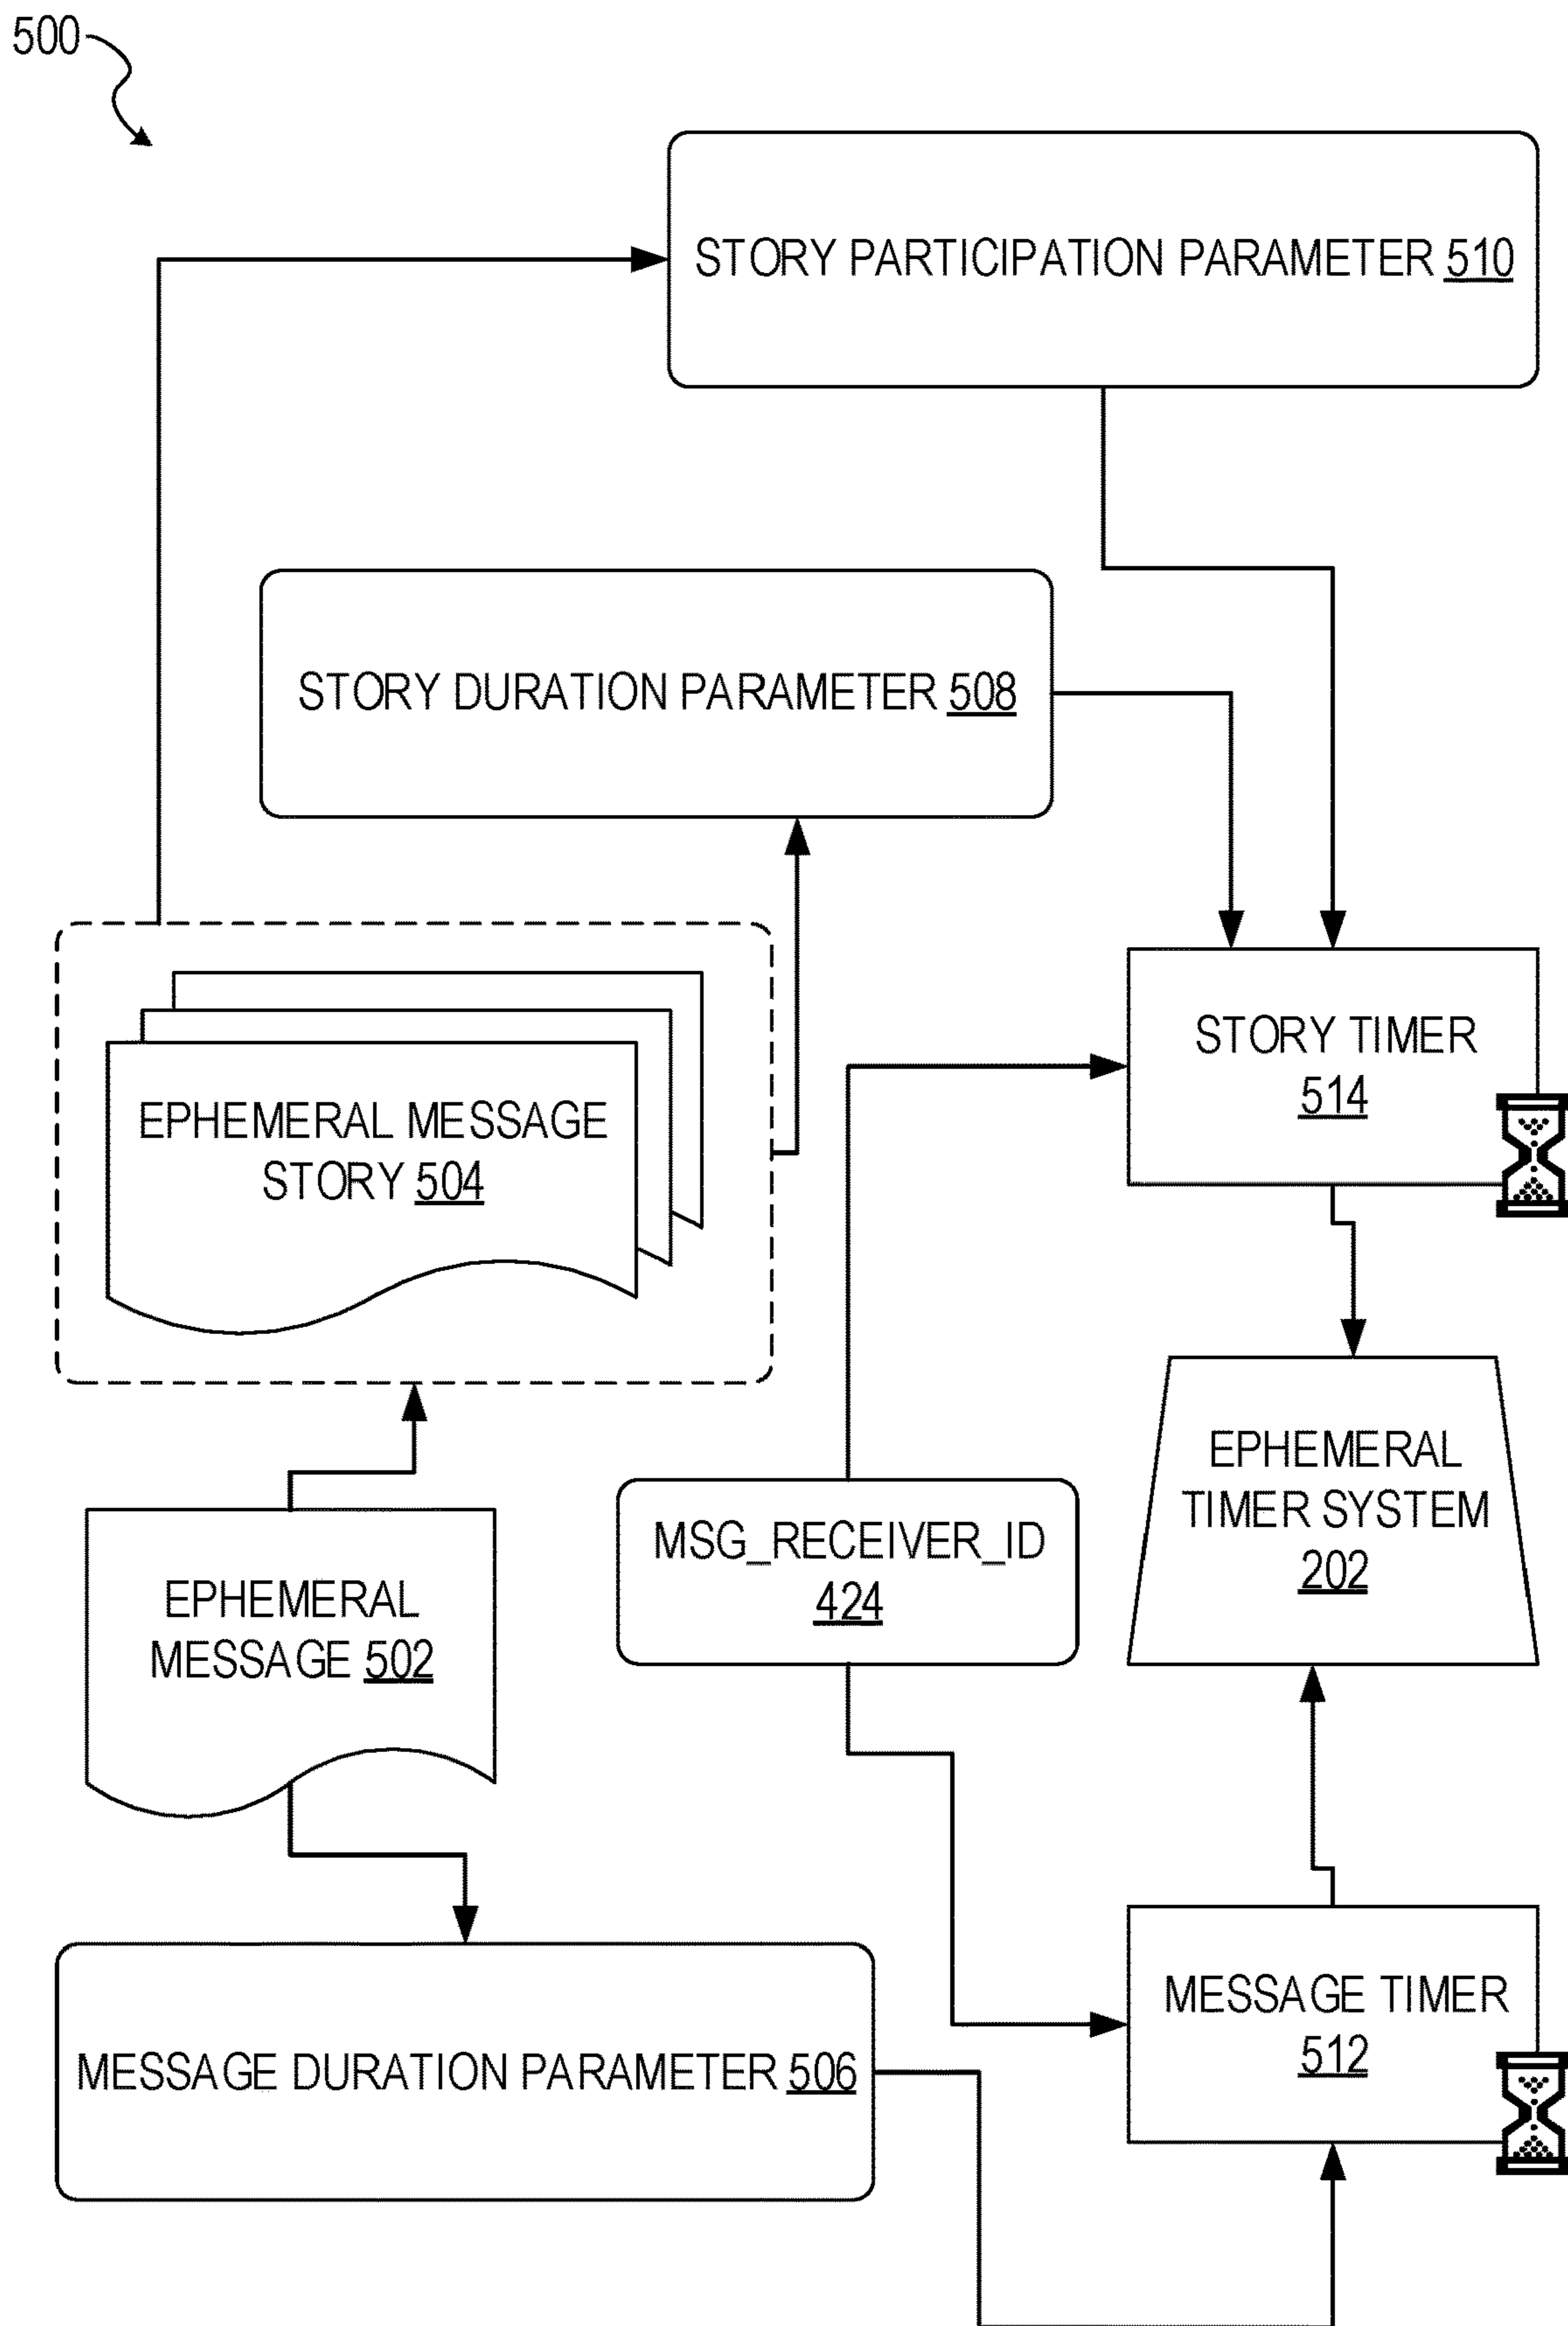 500
STORY PARTICIPATION PARAMETER 510
STORY DURATION PARAMETER 508
EPHEMERAL MESSAGE
STORY 504
STORY TIMER
514
EPHEMERAL
TIMER SYSTEM
202
MSG_RECEIVER_ID
424
EPHEMERAL
MESSAGE 502
MESSAGE TIMER
512
MESSAGE DURATION PARAMETER 506